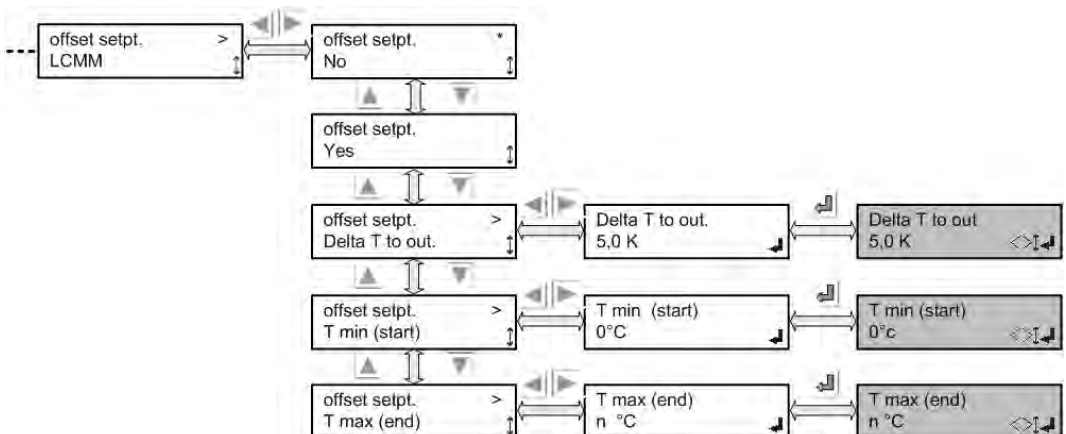 offset setpt. >
LCMM
offset setpt. *
No
offset setpt.
Yes
offset setpt. >
Delta T to out.
Delta T to out.
5,0 K
Delta T to out
5,0 K
offset setpt. >
T min (start)
T min (start)
0°C
T min (start)
0°c
offset setpt. >
T max (end)
T max (end)
n °C
T max (end)
n °C